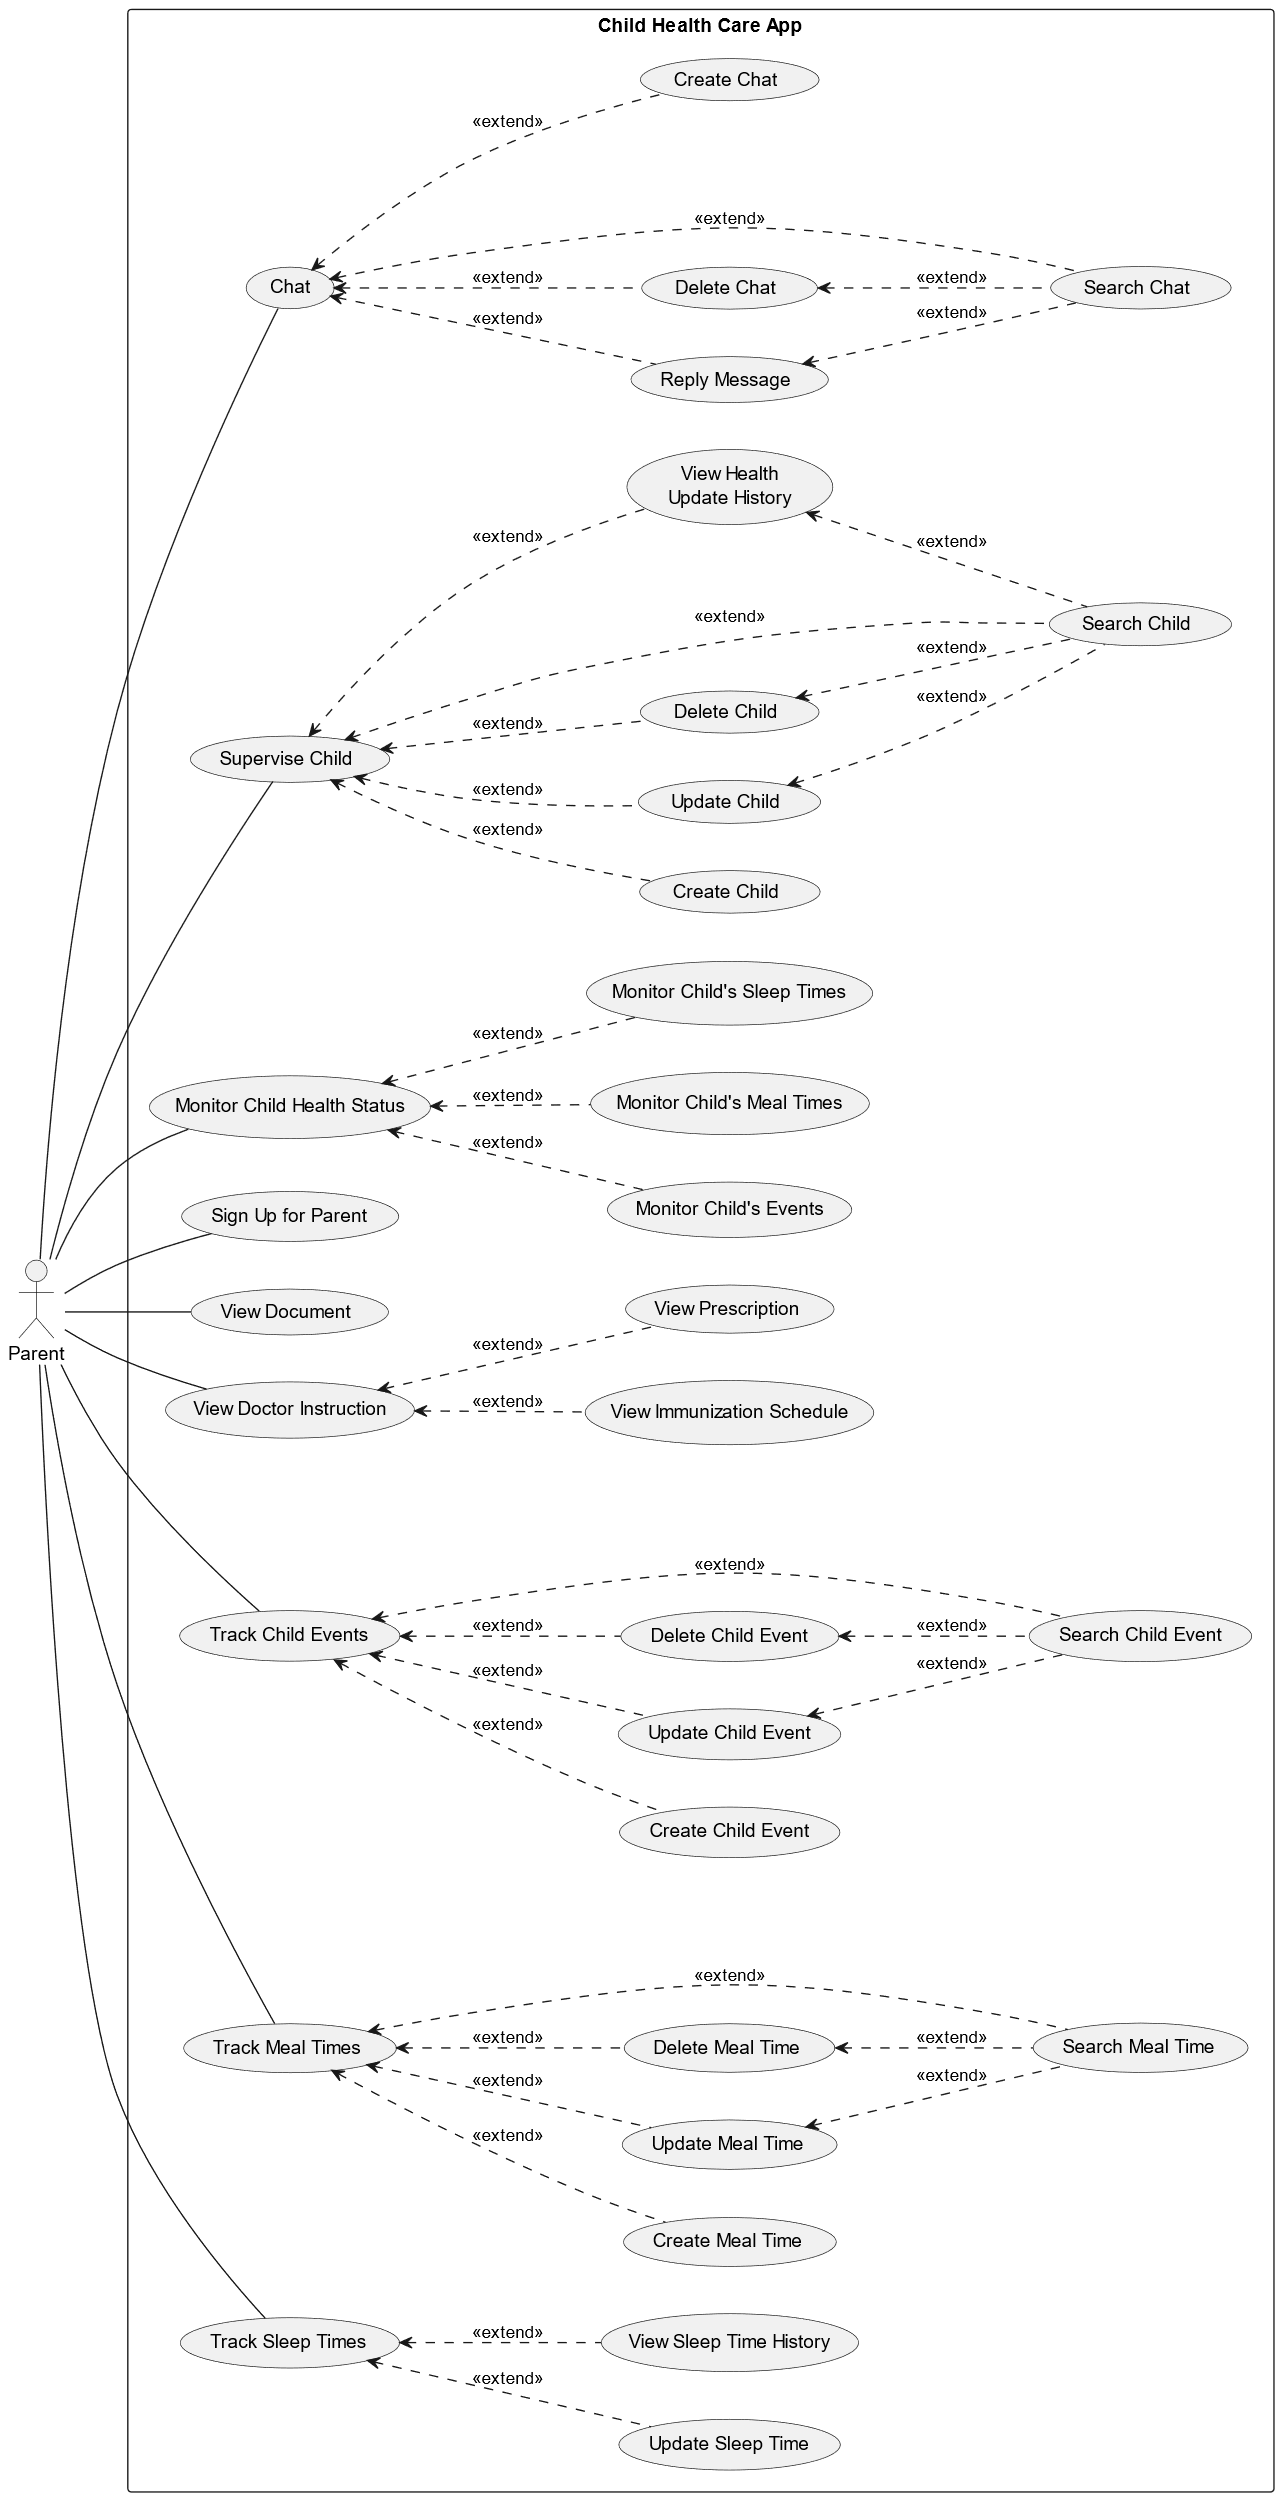 Child Health Care App
Create Chat
«extend»
«extend»
Chat
«extend»
Delete Chat
«extend»
Search Chat
«extend»
«extend»
Reply Message
View Health
Update History
«extend»
«extend»
«extend»
Search Child
«extend»
«extend»
Delete Child
«extend»
Supervise Child
«extend»
Update Child
«extend»
Create Child
Monitor Child's Sleep Times
«extend»
Monitor Child Health Status
«extend»
Monitor Child's Meal Times
«extend»
Monitor Child's Events
Sign Up for Parent
View Document
Parent
View Prescription
«extend»
View Doctor Instruction
«extend»
View Immunization Schedule
«extend»
Track Child Events
«extend»
Delete Child Event
«extend»
Search Child Event
«extend»
«extend»
Update Child Event
«extend»
Create Child Event
«extend»
Track Meal Times
«extend»
Delete Meal Time
«extend»
Search Meal Time
«extend»
«extend»
Update Meal Time
«extend»
Create Meal Time
Track Sleep Times
«extend»
View Sleep Time History
«extend»
Update Sleep Time